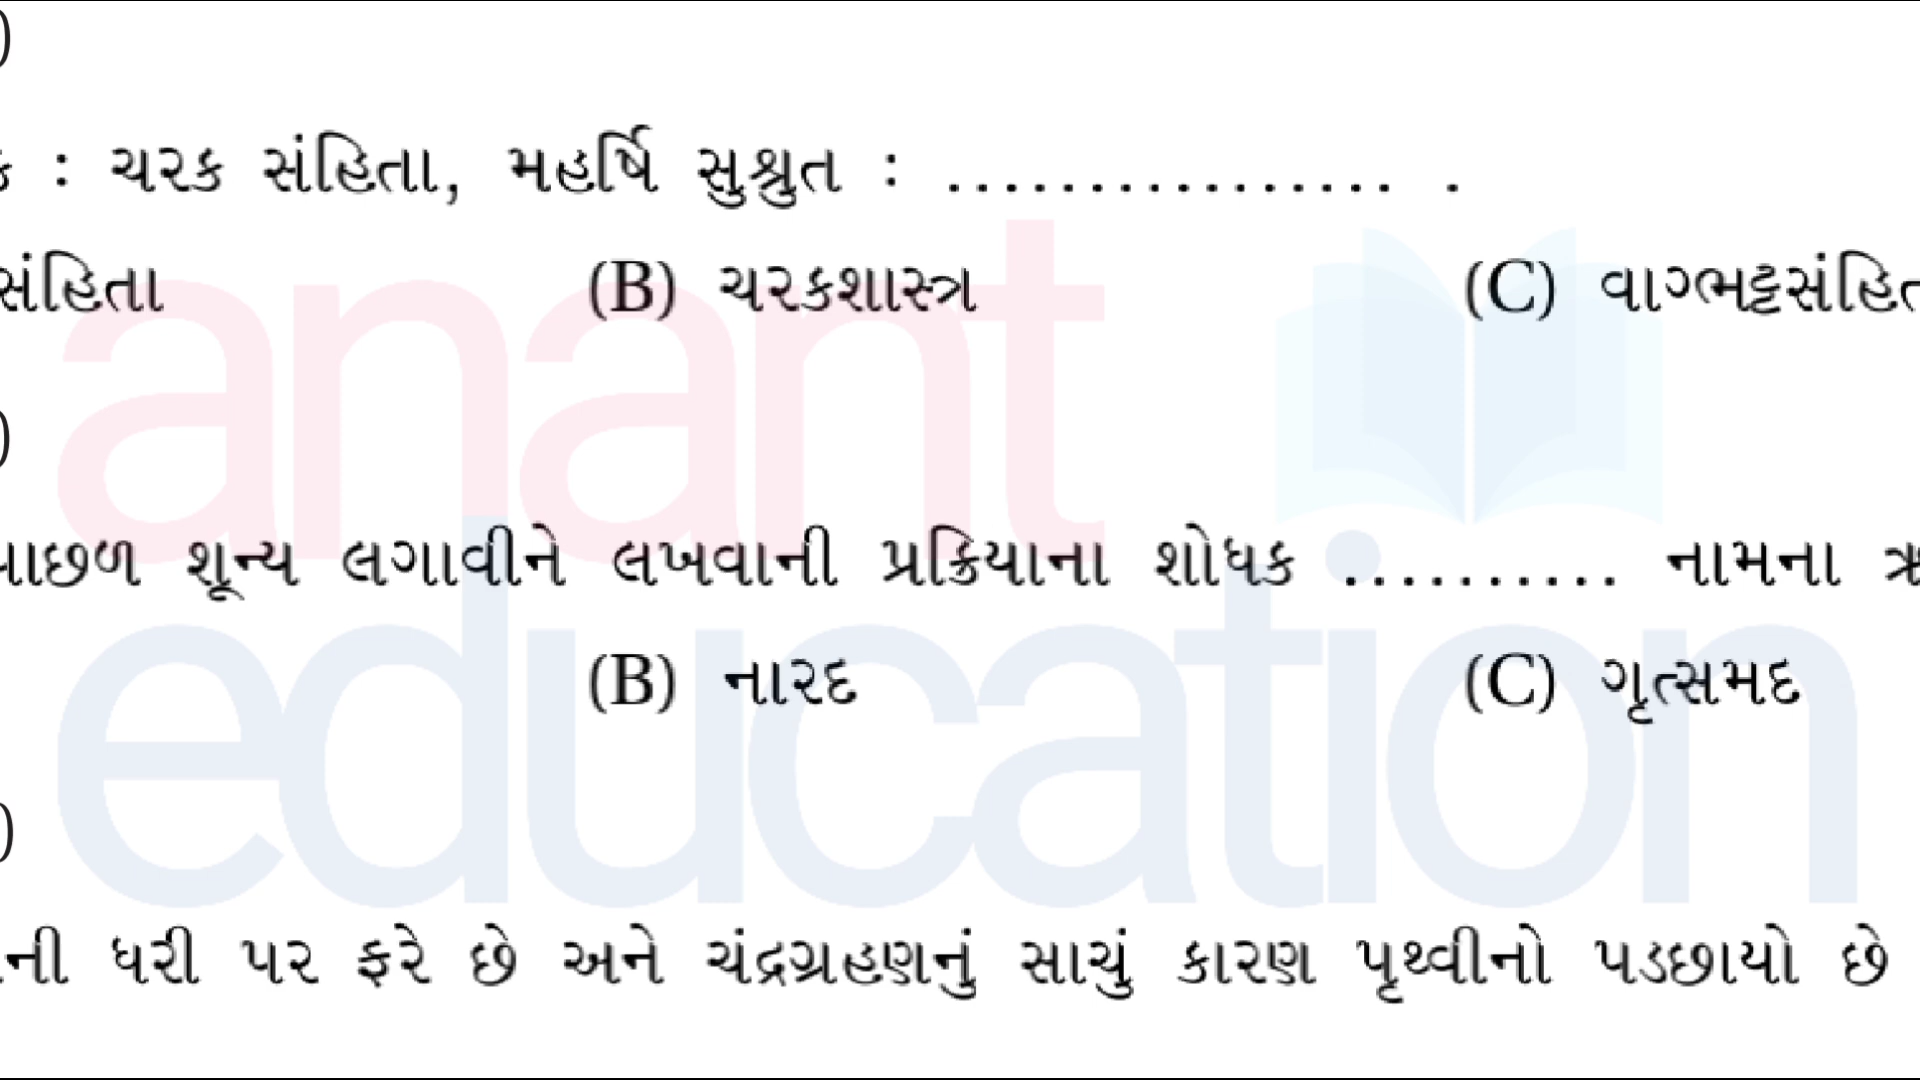 )
ક : ચરક સંહિતા, મહર્ષિ સુશ્રુત : ................ .
સંહિતા (B) ચરકશાસ્ત્ર (C) વાગ્ભટ્ટસંહિત
)
પાછળ શૂન્ય લગાવીને લખવાની પ્રક્રિયાના શોધક .......... નામના ઋ
(B) નારદ (C) ગૃત્સમદ
)
ની ધરી પર ફરે છે અને ચંદ્રગ્રહણનું સાચું કારણ પૃથ્વીનો પડછાયો છે
anant
education